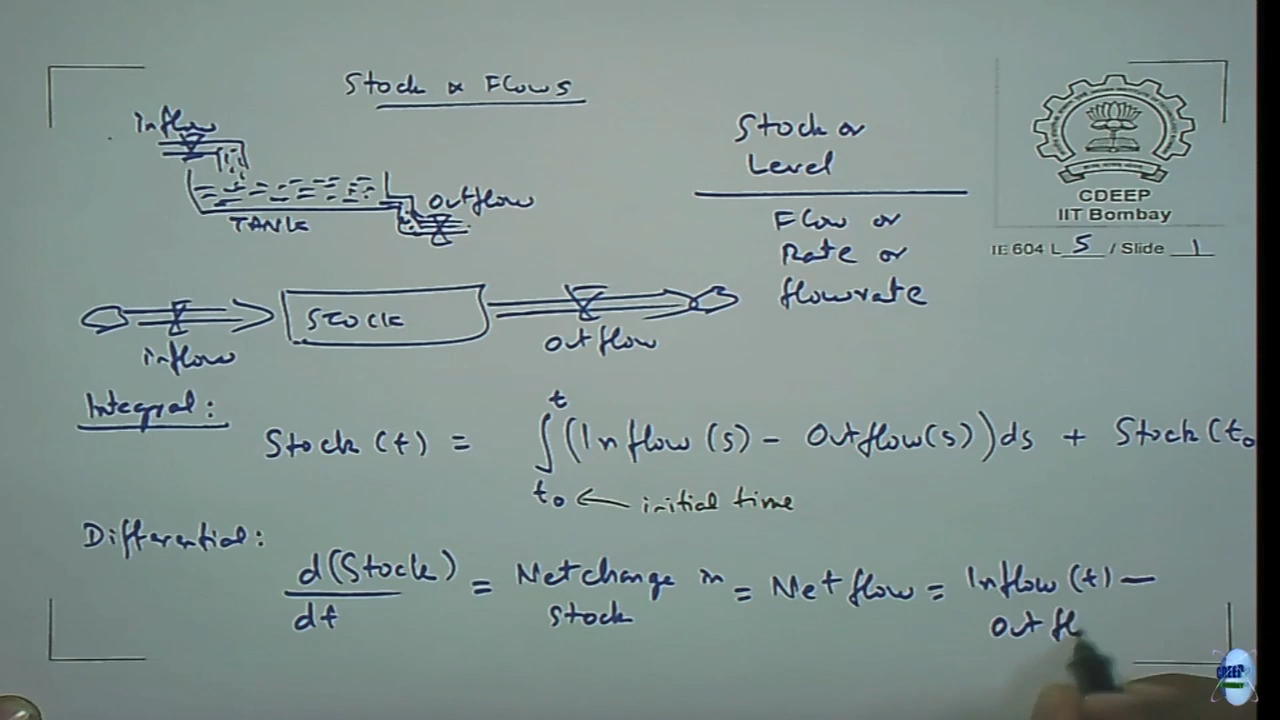 Stock & Flows
inflow
outflow
TANK
Stock or
Level
Flow or
Rate or
flowrate
CDEEP
IIT Bombay
IE 604 L 5 / Slide 1
STOCK
inflow
outflow
Integral:
Stock (t) = ∫ (Inflow (s) - Outflow(s)) ds + Stock (t₀
t
t₀ ← initial time
Differential:
d(Stock) / dt = Net change in stock = Net flow = Inflow (t) -
outfl
CDEEP